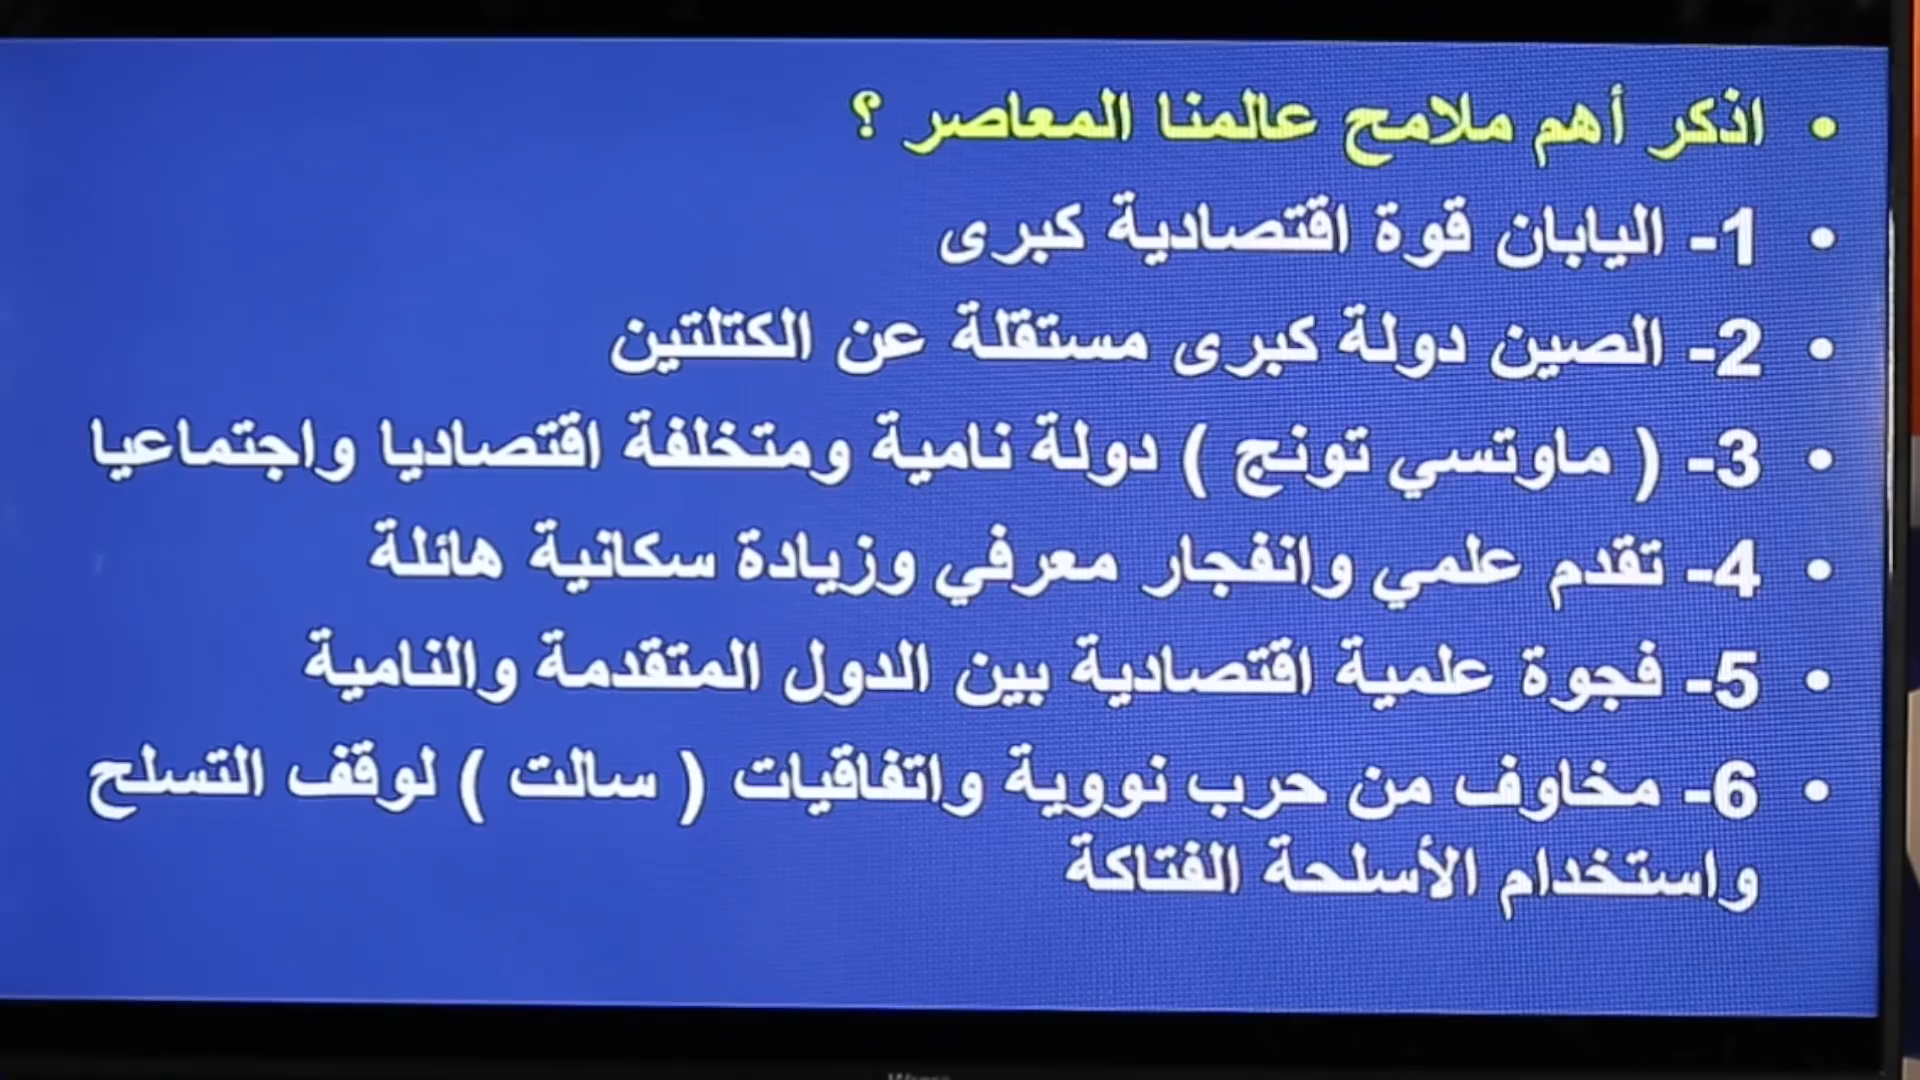 • اذكر أهم ملامح عالمنا المعاصر ؟
• 1- اليابان قوة اقتصادية كبرى
• 2- الصين دولة كبرى مستقلة عن الكتلتين
• 3- ( ماوتسي تونج ) دولة نامية ومتخلفة اقتصاديا واجتماعيا
• 4- تقدم علمي وانفجار معرفي وزيادة سكانية هائلة
• 5- فجوة علمية اقتصادية بين الدول المتقدمة والنامية
• 6- مخاوف من حرب نووية واتفاقيات ( سالت ) لوقف التسلح
واستخدام الأسلحة الفتاكة